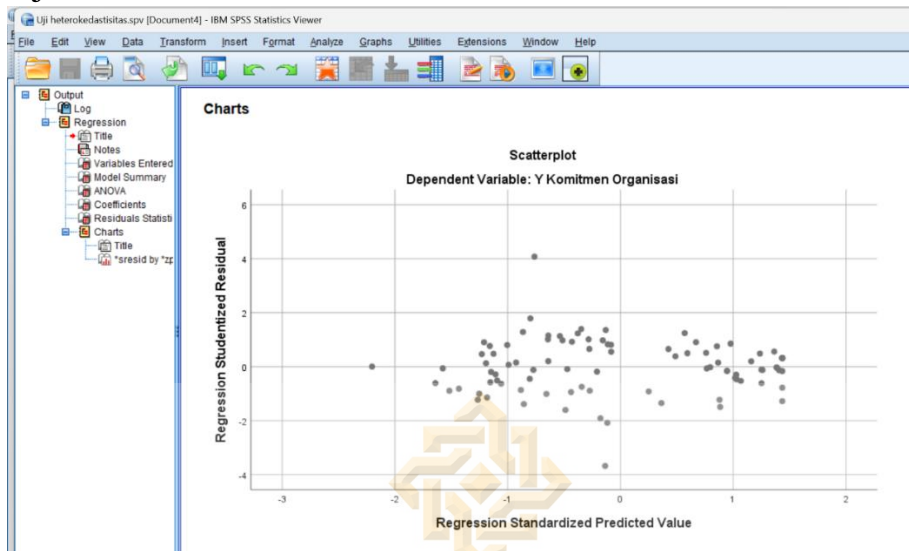 Uji heterokedastisitas.spv [Document4] - IBM SPSS Statistics Viewer
File Edit View Data Transform Insert Format Analyze Graphs Utilities Extensions Window Help
Output
Log
Regression
Title
Notes
Variables Entered
Model Summary
ANOVA
Coefficients
Residuals Statisti
Charts
Title
*sresid by *zp
Charts
Scatterplot
Dependent Variable: Y Komitmen Organisasi
Regression Studentized Residual
6
4
2
0
-2
-4
-3 -2 -1 0 1 2
Regression Standardized Predicted Value